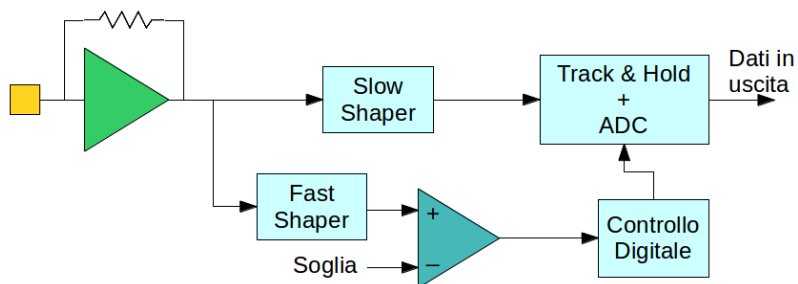 Slow
Shaper
Track & Hold
+
ADC
Dati in
uscita
Fast
Shaper
+
Soglia
–
Controllo
Digitale